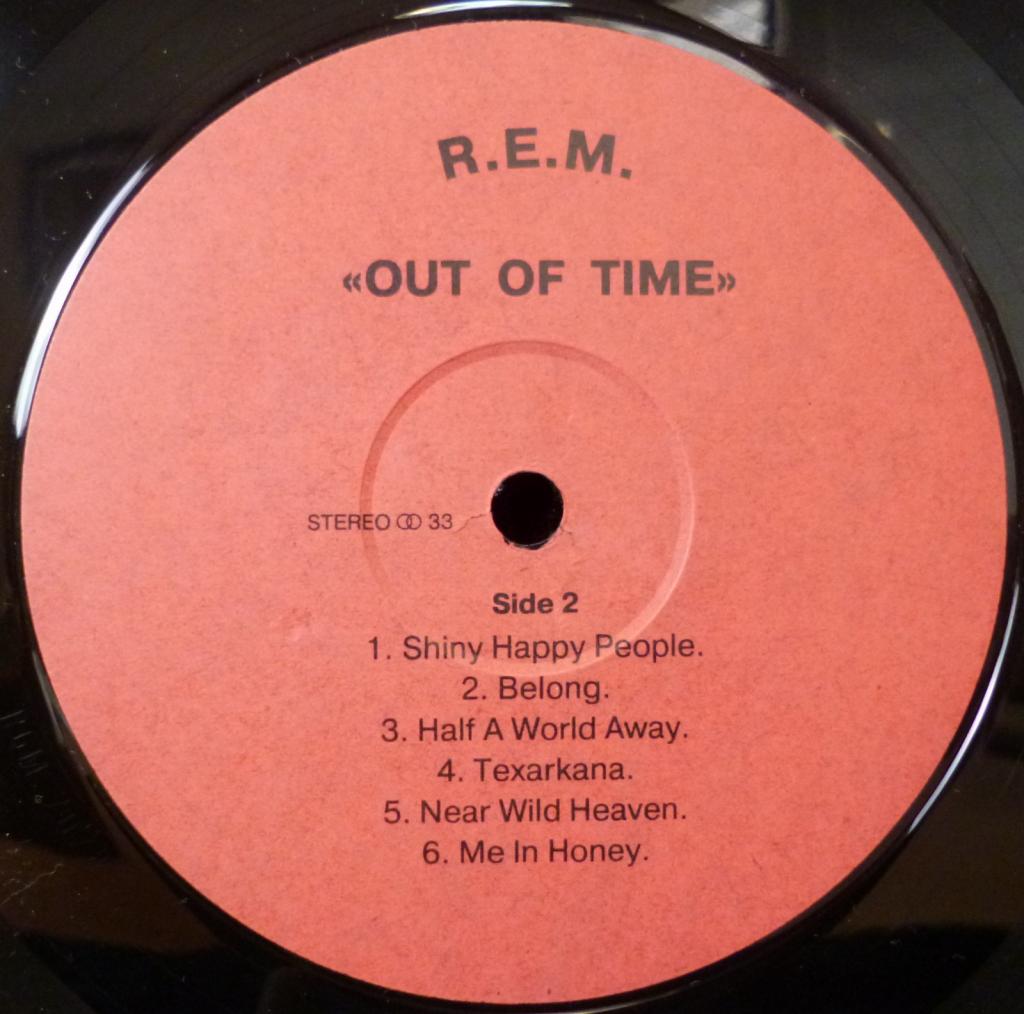 R.E.M.
«OUT OF TIME»
STEREO 33
Side 2
1. Shiny Happy People.
2. Belong.
3. Half A World Away.
4. Texarkana.
5. Near Wild Heaven.
6. Me In Honey.